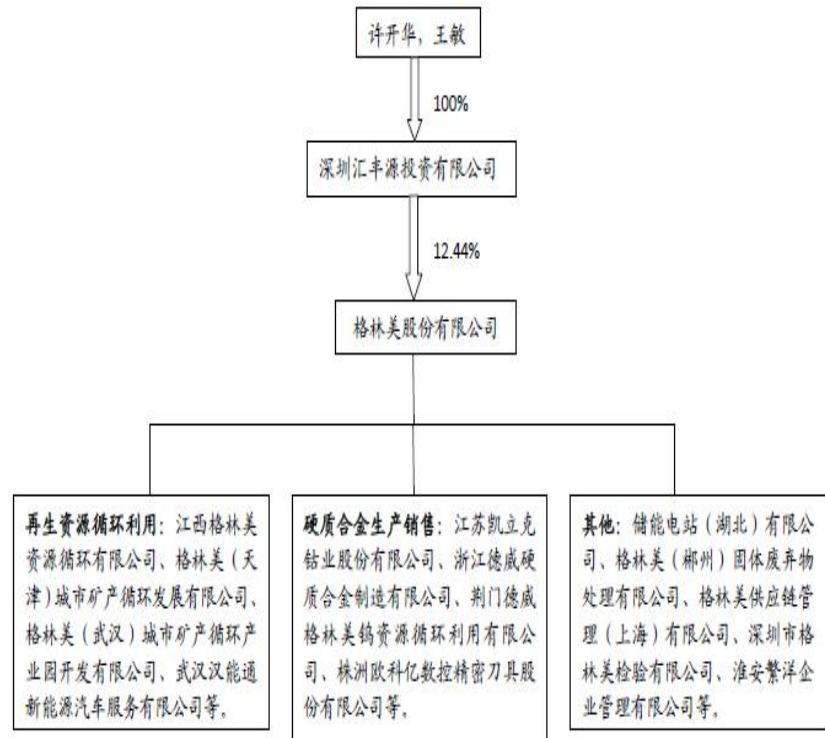 许开华，王敏
100%
深圳汇丰源投资有限公司
12.44%
格林美股份有限公司
再生资源循环利用：江西格林美
资源循环有限公司、格林美（天
津）城市矿产循环发展有限公司、
格林美（武汉）城市矿产循环产
业园开发有限公司、武汉汉能通
新能源汽车服务有限公司等。
硬质合金生产销售：江苏凯立克
钴业股份有限公司、浙江德威硬
质合金制造有限公司、荆门德威
格林美钨资源循环利用有限公
司、株洲欧科亿数控精密刀具股
份有限公司等。
其他：储能电站（湖北）有限公
司、格林美（郴州）固体废弃物
处理有限公司、格林美供应链管
理（上海）有限公司、深圳市格
林美检验有限公司、淮安繁洋企
业管理有限公司等。